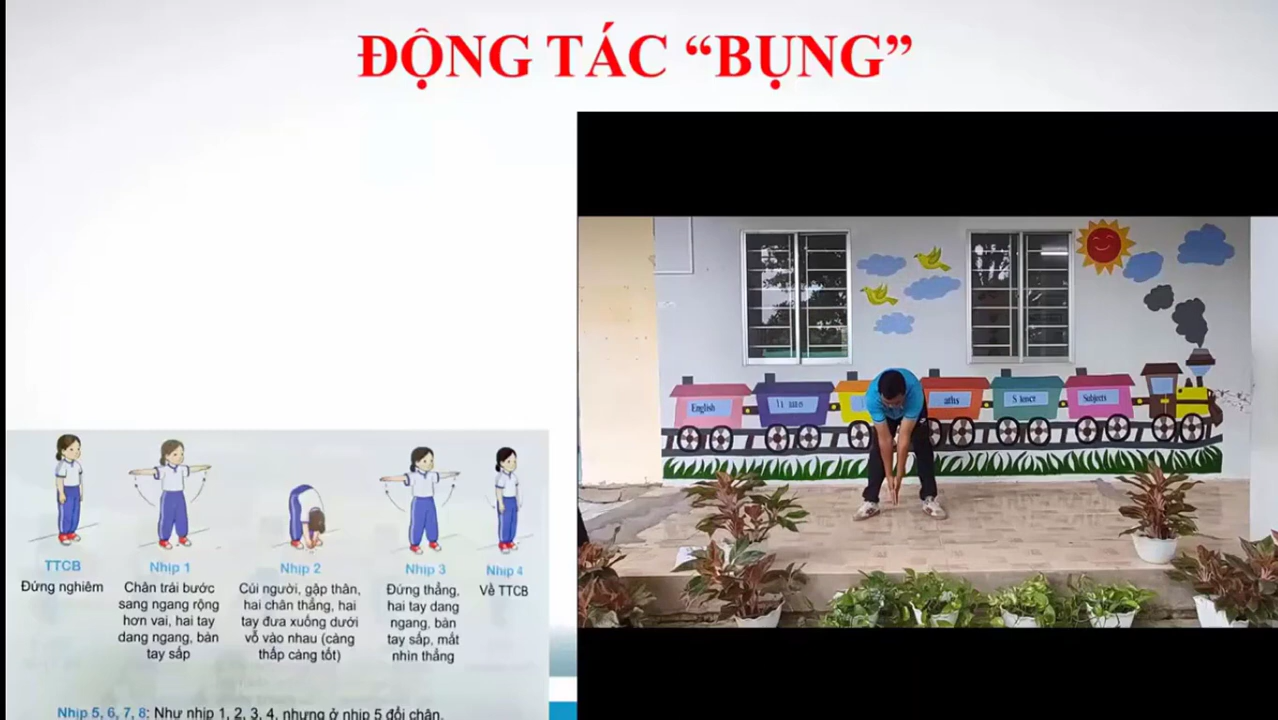 ĐỘNG TÁC “BỤNG”
English
aths
Subjects
TTCB
Đứng nghiêm
Nhịp 1
Chân trái bước
sang ngang rộng
hơn vai, hai tay
dang ngang, bàn
tay sấp
Nhịp 2
Cúi người, gập thân,
hai chân thẳng, hai
tay đưa xuống dưới
vỗ vào nhau (càng
thấp càng tốt)
Nhịp 3
Đứng thẳng,
hai tay dang
ngang, bàn
tay sấp, mắt
nhìn thẳng
Nhịp 4
Về TTCB
Nhịp 5, 6, 7, 8: Như nhịp 1, 2, 3, 4, nhưng ở nhịp 5 đổi chân.